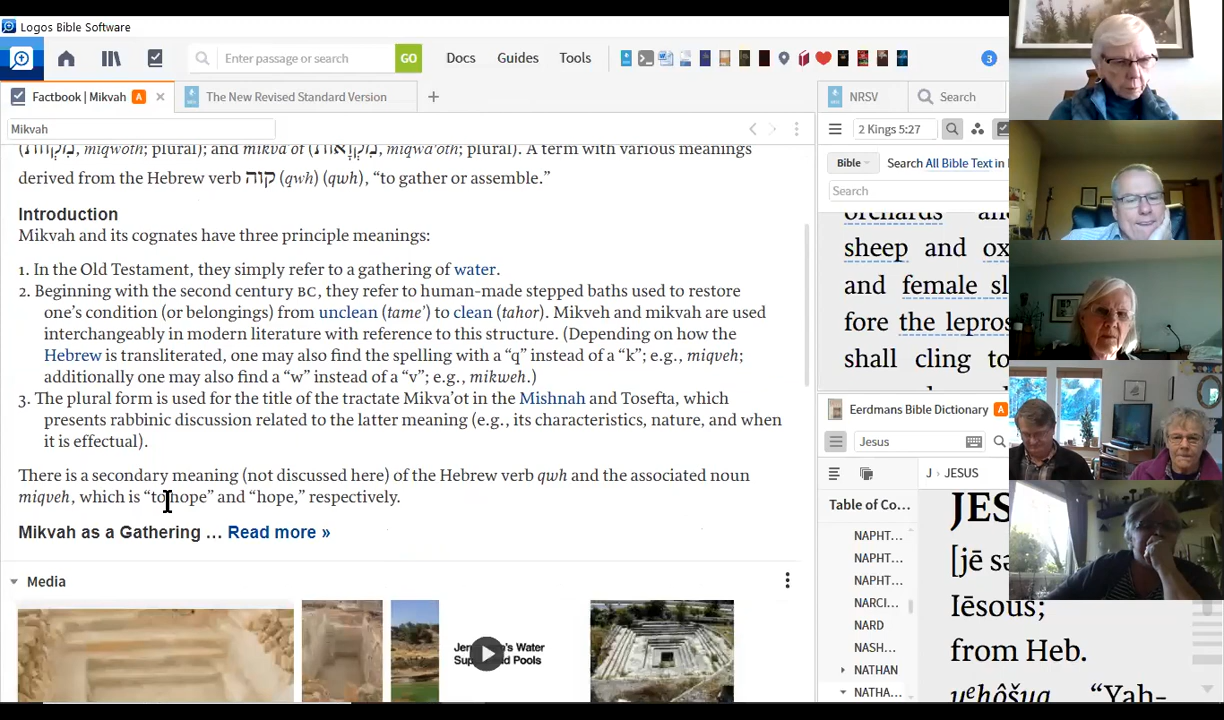 Logos Bible Software
Enter passage or search
GO
Docs
Guides
Tools
3
Factbook | Mikvah A
The New Revised Standard Version
Mikvah
(מִקְווֹת, miqwoth; plural); and mikva'ot (מִקְוָאוֹת, miqwa'oth; plural). A term with various meanings
derived from the Hebrew verb קוה (qwh) (qwh), “to gather or assemble.”
Introduction
Mikvah and its cognates have three principle meanings:
1. In the Old Testament, they simply refer to a gathering of water.
2. Beginning with the second century BC, they refer to human-made stepped baths used to restore
one’s condition (or belongings) from unclean (tame’) to clean (tahor). Mikveh and mikvah are used
interchangeably in modern literature with reference to this structure. (Depending on how the
Hebrew is transliterated, one may also find the spelling with a “q” instead of a “k”; e.g., miqveh;
additionally one may also find a “w” instead of a “v”; e.g., mikweh.)
3. The plural form is used for the title of the tractate Mikva’ot in the Mishnah and Tosefta, which
presents rabbinic discussion related to the latter meaning (e.g., its characteristics, nature, and when
it is effectual).
There is a secondary meaning (not discussed here) of the Hebrew verb qwh and the associated noun
miqveh, which is “to hope” and “hope,” respectively.
Mikvah as a Gathering … Read more »
Media
Jerusalem's Water
Supply and Pools
NRSV
Search
2 Kings 5:27
Bible
Search All Bible Text in
Search
orchards
sheep and ox
and female sl
fore the lepros
shall cling to
Eerdmans Bible Dictionary A
Jesus
J › JESUS
Table of Co…
NAPHT…
NAPHT…
NAPHT…
NARCI…
NARD
NASH…
NATHAN
NATHA…
JES
[jē
Iēsous;
from Heb.
yᵉhôšua “Yah-